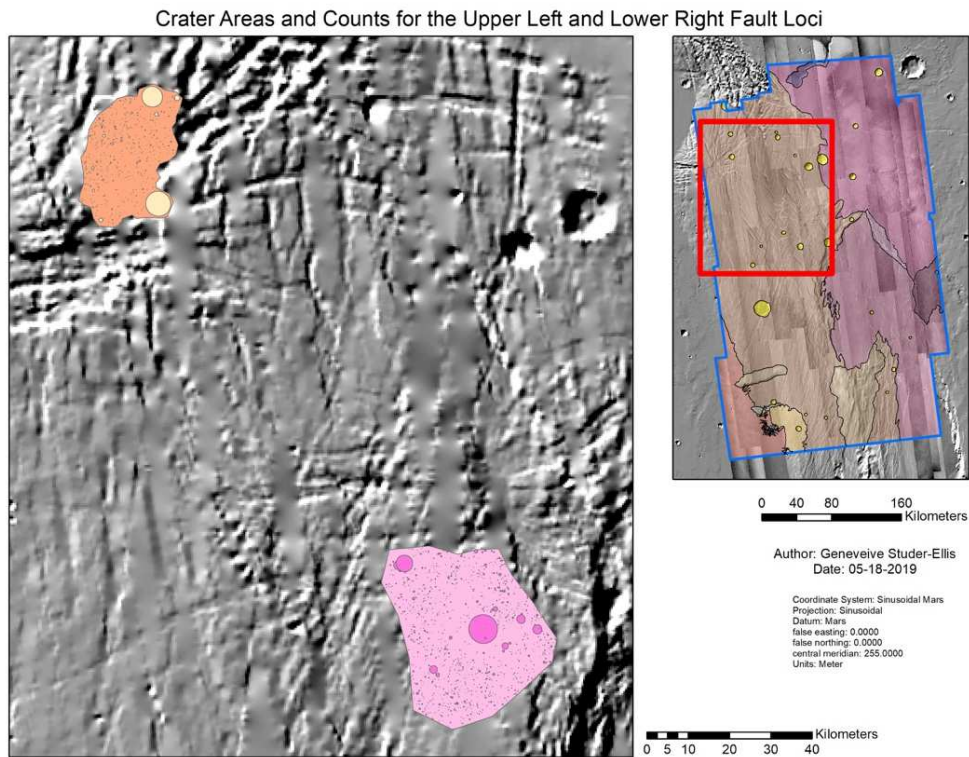 Crater Areas and Counts for the Upper Left and Lower Right Fault Loci
0 40 80 160
Kilometers
Author: Geneveive Studer-Ellis
Date: 05-18-2019
Coordinate System: Sinusoidal Mars
Projection: Sinusoidal
Datum: Mars
false easting: 0.0000
false northing: 0.0000
central meridian: 255.0000
Units: Meter
Kilometers
0 5 10 20 30 40